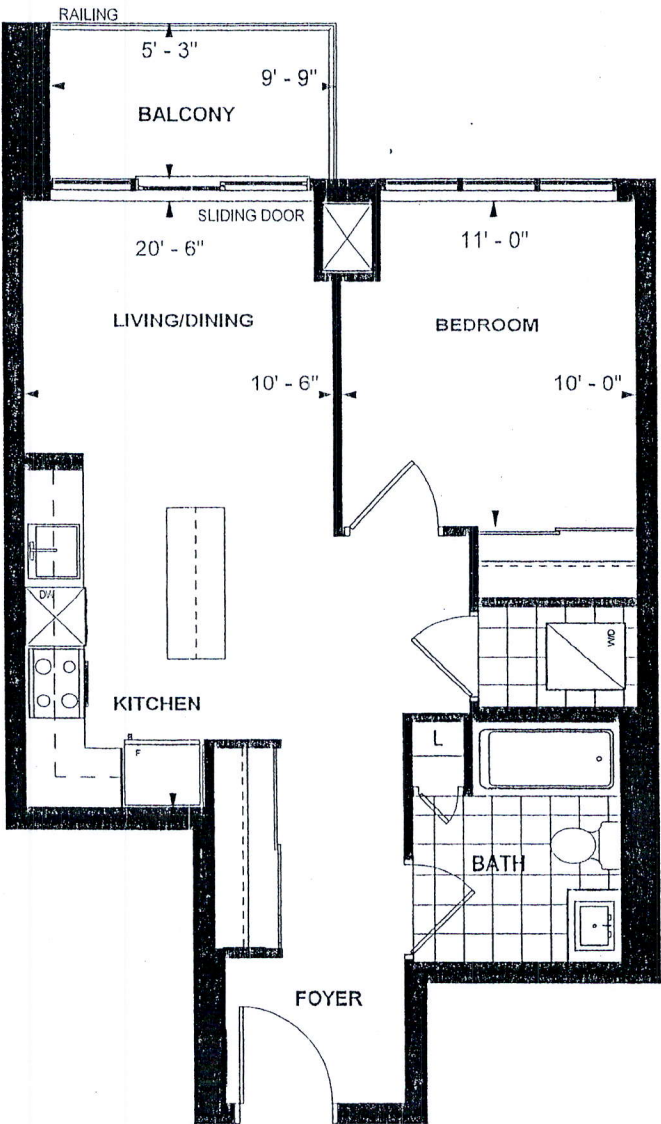 RAILING
5' - 3"
9' - 9"
BALCONY
SLIDING DOOR
20' - 6"
11' - 0"
LIVING/DINING
BEDROOM
10' - 6"
10' - 0"
DW
W/D
KITCHEN
L
R
F
BATH
FOYER